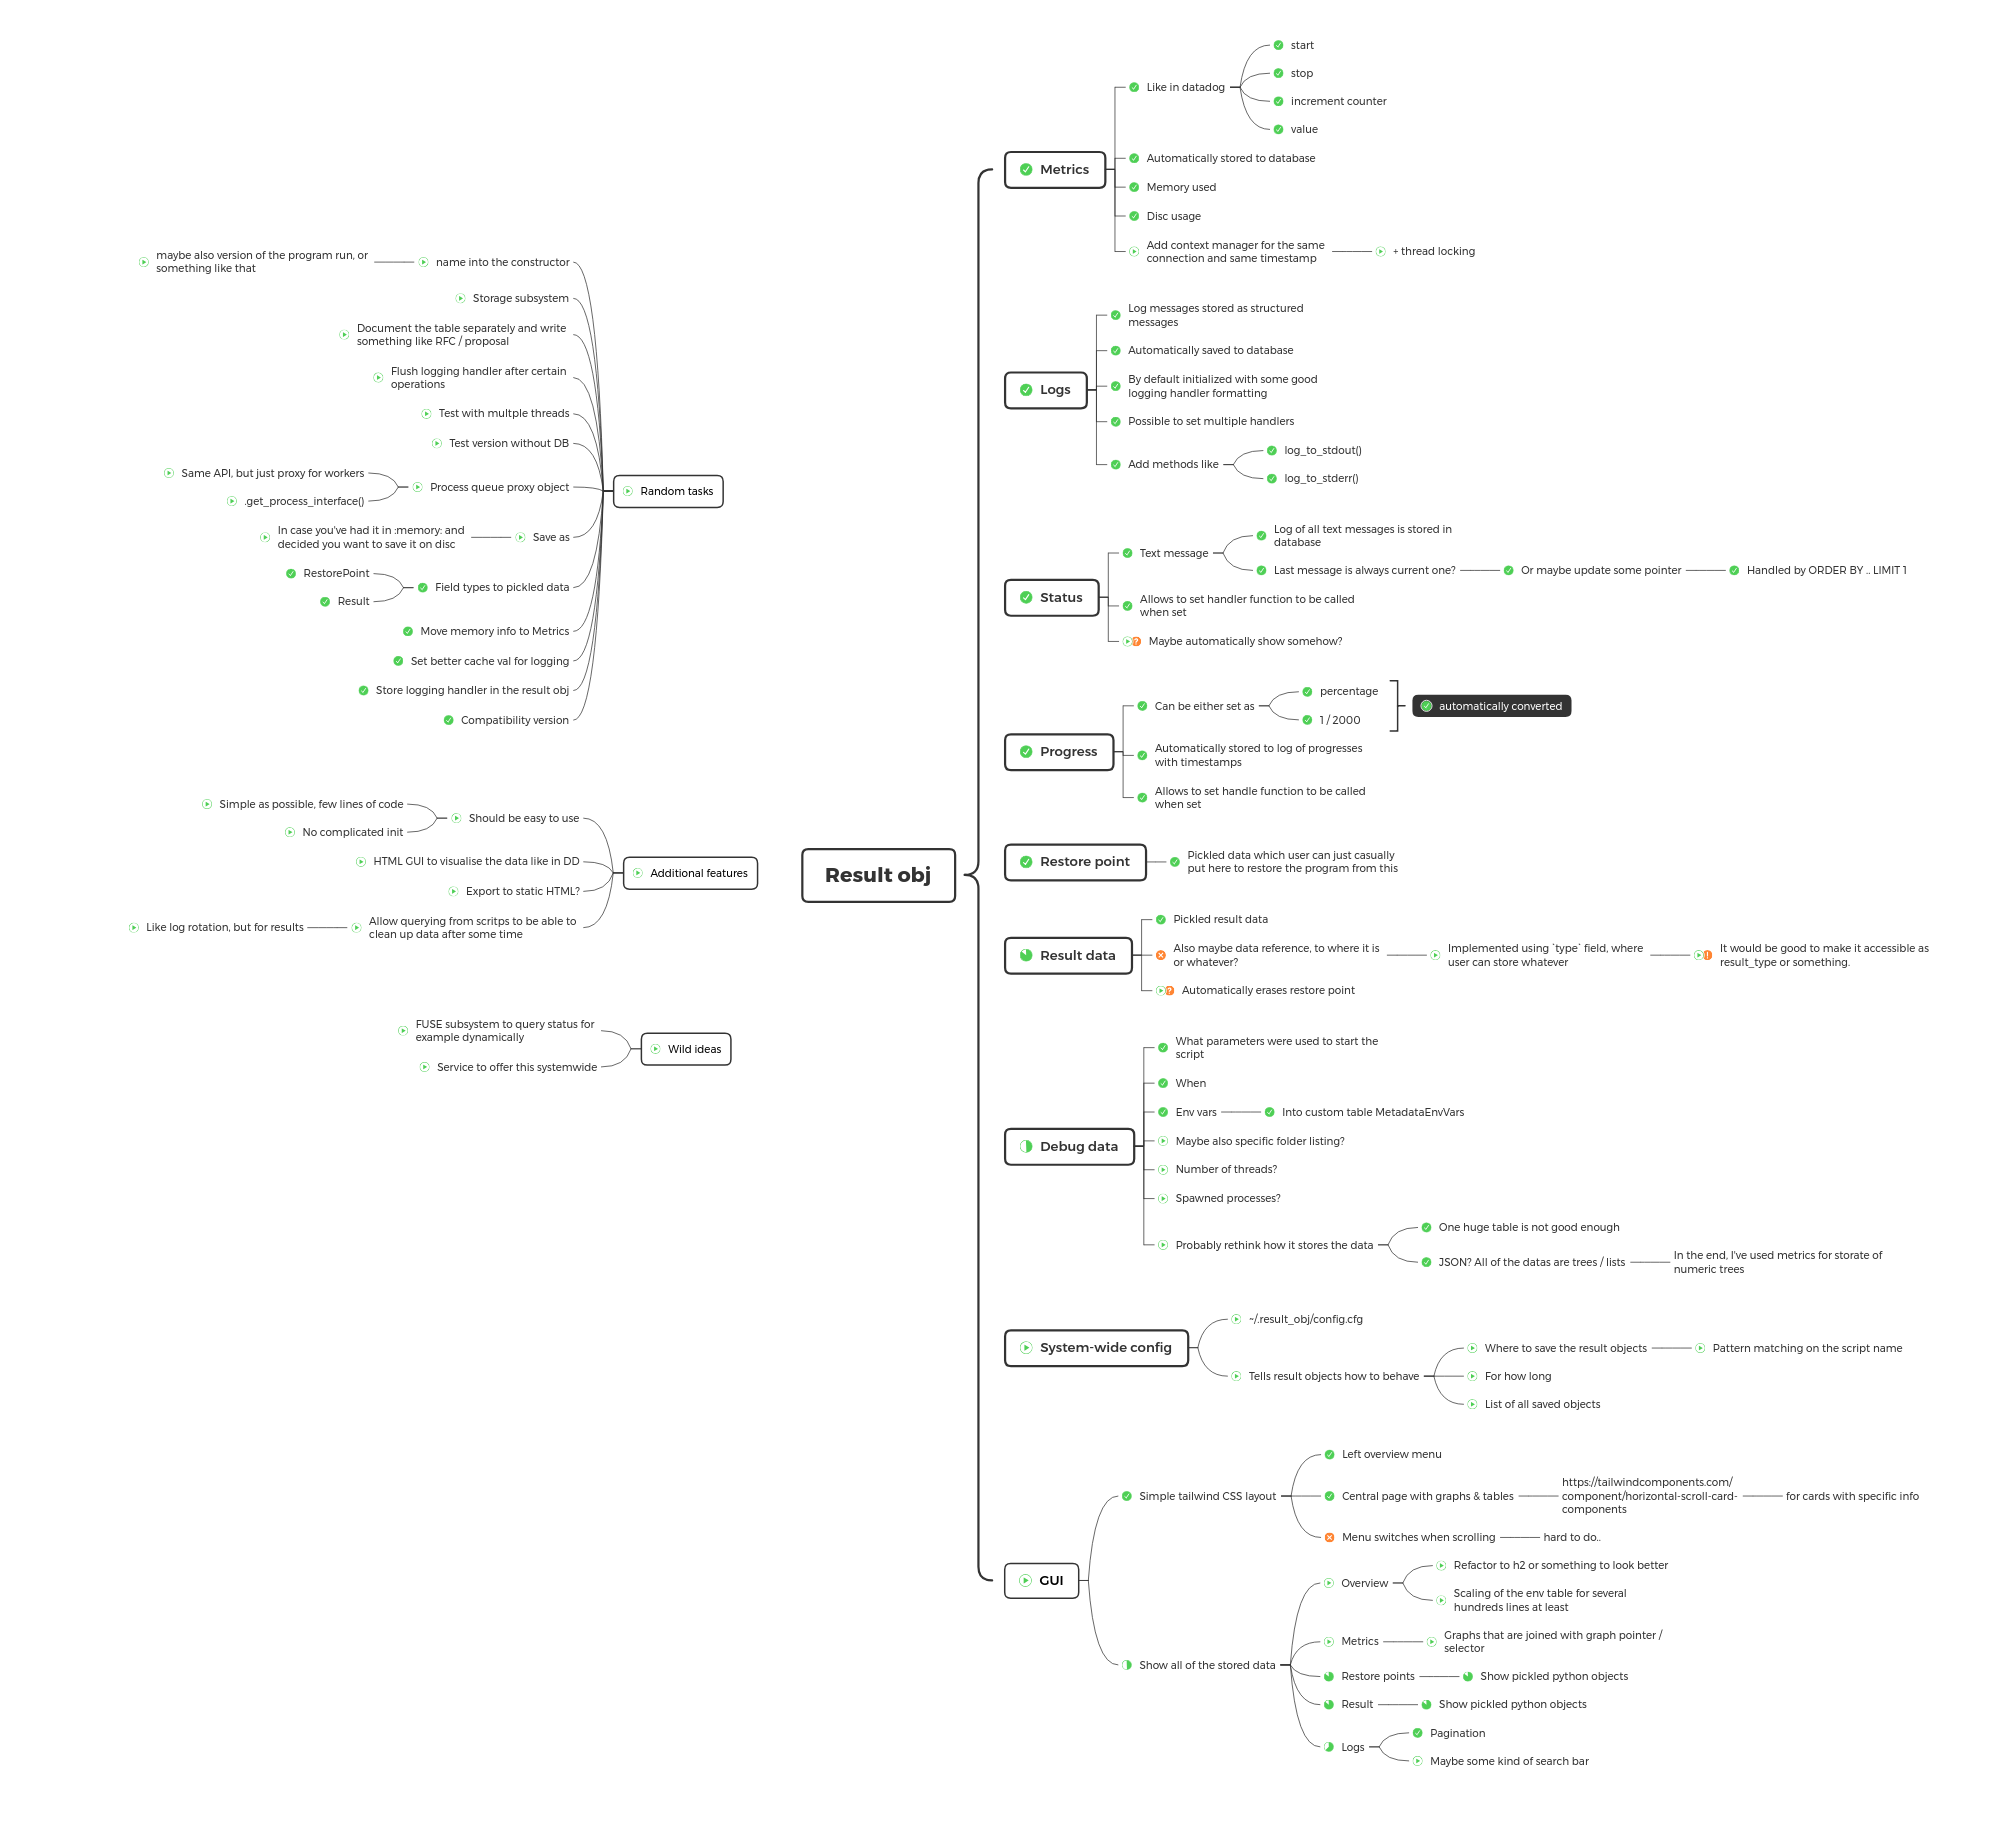 Result obj
Metrics
Like in datadog
start
stop
increment counter
value
Automatically stored to database
Memory used
Disc usage
Add context manager for the same
connection and same timestamp
+ thread locking
Logs
Log messages stored as structured
messages
Automatically saved to database
By default initialized with some good
logging handler formatting
Possible to set multiple handlers
Add methods like
log_to_stdout()
log_to_stderr()
Status
Text message
Log of all text messages is stored in
database
Last message is always current one?
Or maybe update some pointer
Handled by ORDER BY .. LIMIT 1
Allows to set handler function to be called
when set
Maybe automatically show somehow?
Progress
Can be either set as
percentage
1 / 2000
automatically converted
Automatically stored to log of progresses
with timestamps
Allows to set handle function to be called
when set
Restore point
Pickled data which user can just casually
put here to restore the program from this
Result data
Pickled result data
Also maybe data reference, to where it is
or whatever?
Implemented using `type` field, where
user can store whatever
It would be good to make it accessible as
result_type or something.
Automatically erases restore point
Debug data
What parameters were used to start the
script
When
Env vars
Into custom table MetadataEnvVars
Maybe also specific folder listing?
Number of threads?
Spawned processes?
Probably rethink how it stores the data
One huge table is not good enough
JSON? All of the datas are trees / lists
In the end, I've used metrics for storate of
numeric trees
System-wide config
~/.result_obj/config.cfg
Tells result objects how to behave
Where to save the result objects
Pattern matching on the script name
For how long
List of all saved objects
GUI
Simple tailwind CSS layout
Left overview menu
Central page with graphs & tables
https://tailwindcomponents.com/
component/horizontal-scroll-card-
components
for cards with specific info
Menu switches when scrolling
hard to do..
Show all of the stored data
Overview
Refactor to h2 or something to look better
Scaling of the env table for several
hundreds lines at least
Metrics
Graphs that are joined with graph pointer /
selector
Restore points
Show pickled python objects
Result
Show pickled python objects
Logs
Pagination
Maybe some kind of search bar
Random tasks
name into the constructor
maybe also version of the program run, or
something like that
Storage subsystem
Document the table separately and write
something like RFC / proposal
Flush logging handler after certain
operations
Test with multple threads
Test version without DB
Process queue proxy object
Same API, but just proxy for workers
.get_process_interface()
Save as
In case you've had it in :memory: and
decided you want to save it on disc
Field types to pickled data
RestorePoint
Result
Move memory info to Metrics
Set better cache val for logging
Store logging handler in the result obj
Compatibility version
Additional features
Should be easy to use
Simple as possible, few lines of code
No complicated init
HTML GUI to visualise the data like in DD
Export to static HTML?
Allow querying from scritps to be able to
clean up data after some time
Like log rotation, but for results
Wild ideas
FUSE subsystem to query status for
example dynamically
Service to offer this systemwide